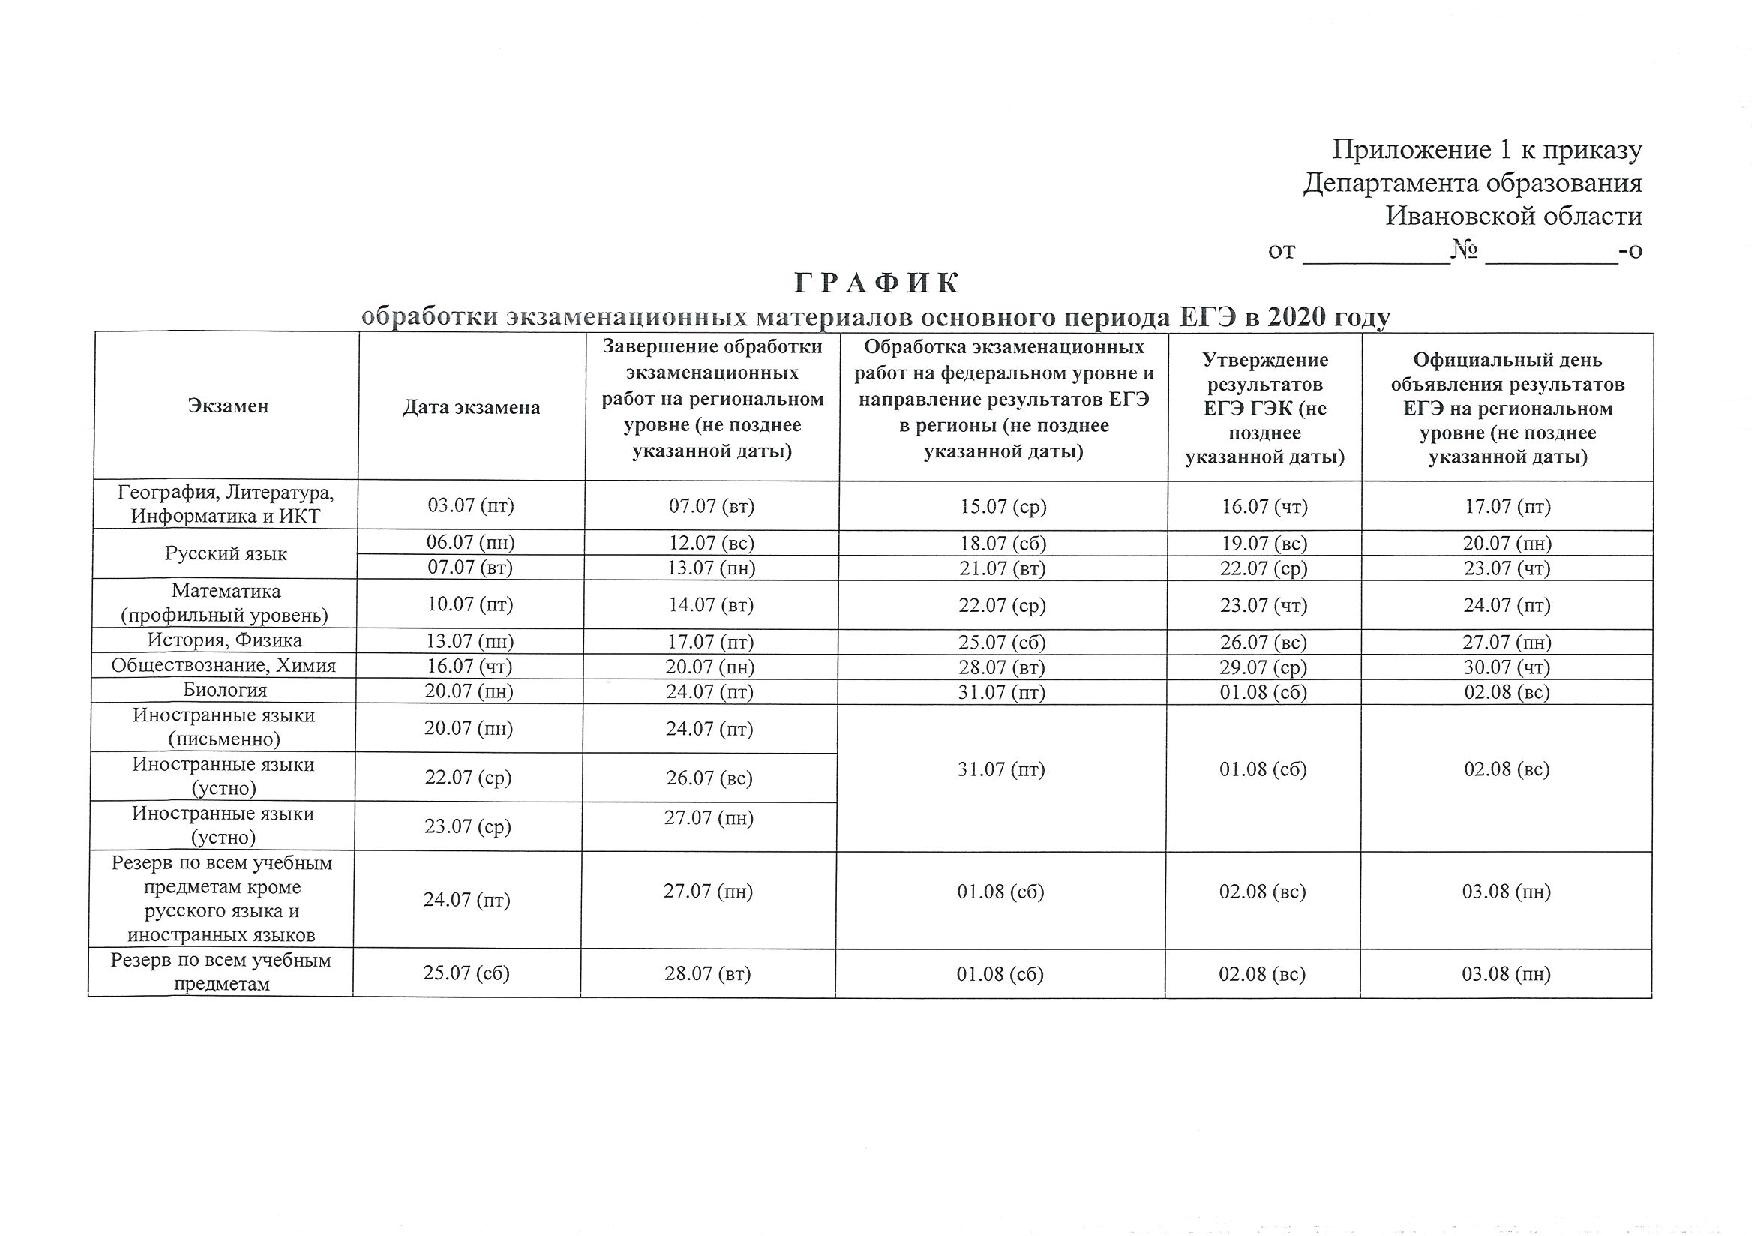 Приложение 1 к приказу
Департамента образования
Ивановской области
от ___________№ __________-о
Г Р А Ф И К
обработки экзаменационных материалов основного периода ЕГЭ в 2020 году
Экзамен
Дата экзамена
Завершение обработки
экзаменационных
работ на региональном
уровне (не позднее
указанной даты)
Обработка экзаменационных
работ на федеральном уровне и
направление результатов ЕГЭ
в регионы (не позднее
указанной даты)
Утверждение
результатов
ЕГЭ ГЭК (не
позднее
указанной даты)
Официальный день
объявления результатов
ЕГЭ на региональном
уровне (не позднее
указанной даты)
География, Литература,
Информатика и ИКТ
03.07 (пт)
07.07 (вт)
15.07 (ср)
16.07 (чт)
17.07 (пт)
Русский язык
06.07 (пн)
12.07 (вс)
18.07 (сб)
19.07 (вс)
20.07 (пн)
07.07 (вт)
13.07 (пн)
21.07 (вт)
22.07 (ср)
23.07 (чт)
Математика
(профильный уровень)
10.07 (пт)
14.07 (вт)
22.07 (ср)
23.07 (чт)
24.07 (пт)
История, Физика
13.07 (пн)
17.07 (пт)
25.07 (сб)
26.07 (вс)
27.07 (пн)
Обществознание, Химия
16.07 (чт)
20.07 (пн)
28.07 (вт)
29.07 (ср)
30.07 (чт)
Биология
20.07 (пн)
24.07 (пт)
31.07 (пт)
01.08 (сб)
02.08 (вс)
Иностранные языки
(письменно)
20.07 (пн)
24.07 (пт)
31.07 (пт)
01.08 (сб)
02.08 (вс)
Иностранные языки
(устно)
22.07 (ср)
26.07 (вс)
Иностранные языки
(устно)
23.07 (ср)
27.07 (пн)
Резерв по всем учебным
предметам кроме
русского языка и
иностранных языков
24.07 (пт)
27.07 (пн)
01.08 (сб)
02.08 (вс)
03.08 (пн)
Резерв по всем учебным
предметам
25.07 (сб)
28.07 (вт)
01.08 (сб)
02.08 (вс)
03.08 (пн)